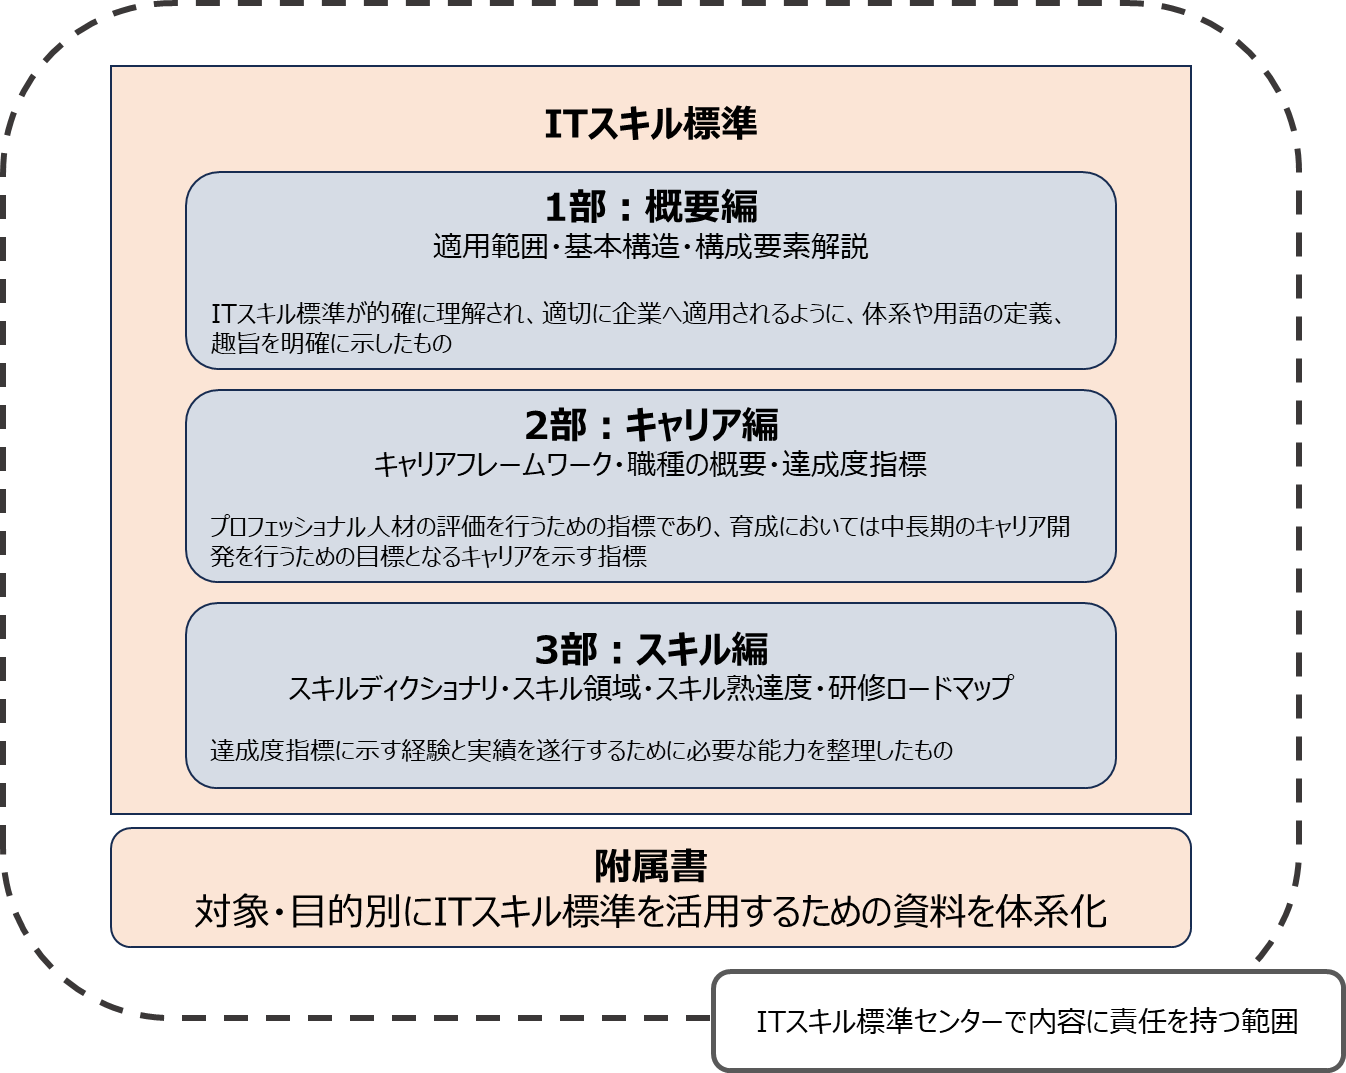 ITスキル標準
1部：概要編
適用範囲・基本構造・構成要素解説
ITスキル標準が的確に理解され、適切に企業へ適用されるように、体系や用語の定義、
趣旨を明確に示したもの
2部：キャリア編
キャリアフレームワーク・職種の概要・達成度指標
プロフェッショナル人材の評価を行うための指標であり、育成においては中長期のキャリア開
発を行うための目標となるキャリアを示す指標
3部：スキル編
スキルディクショナリ・スキル領域・スキル熟達度・研修ロードマップ
達成度指標に示す経験と実績を遂行するために必要な能力を整理したもの
附属書
対象・目的別にITスキル標準を活用するための資料を体系化
ITスキル標準センターで内容に責任を持つ範囲